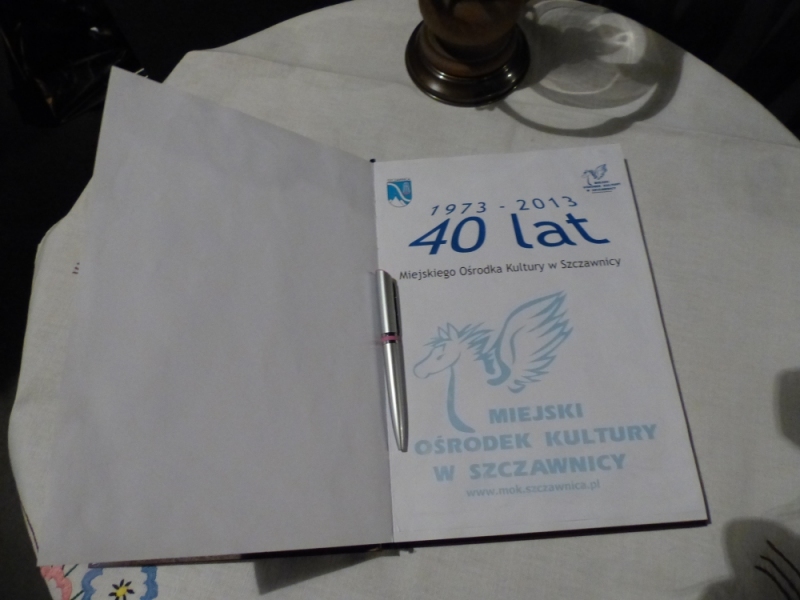 1973 - 2013
40 lat
Miejskiego Ośrodka Kultury w Szczawnicy
MIEJSKI
OŚRODEK KULTURY
W SZCZAWNICY
www.mok.szczawnica.pl